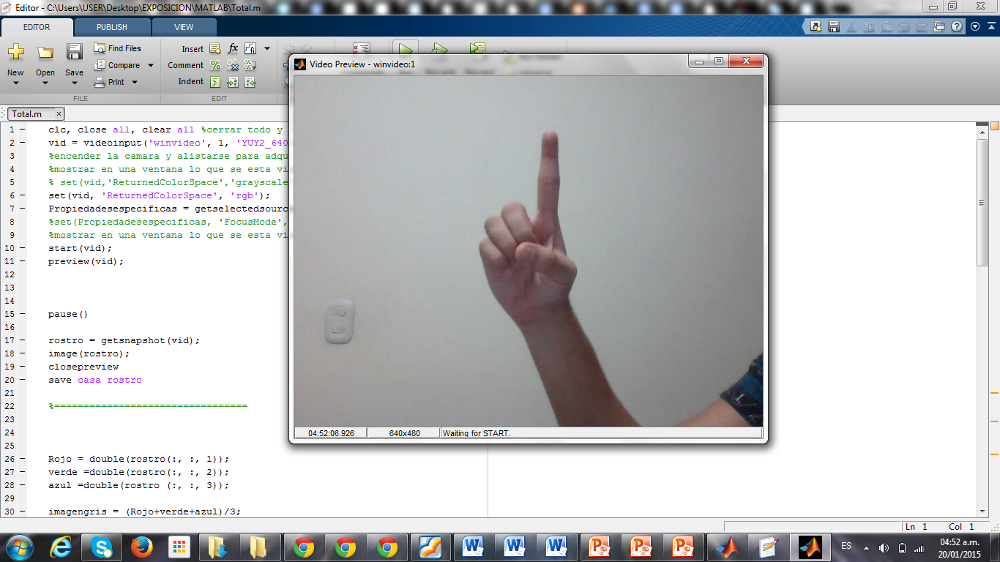 Editor - C:\Users\USER\Desktop\EXPOSICION\MATLAB\Total.m
EDITOR PUBLISH VIEW
New Open Save
Find Files
Compare
Print
Insert
Comment
Indent
FILE EDIT
Video Preview - winvideo:1
Total.m
1 – clc, close all, clear all %cerrar todo y
2 – vid = videoinput('winvideo', 1, 'YUY2_640
3 %encender la camara y alistarse para adqu
4 %mostrar en una ventana lo que se esta vi
5 % set(vid,'ReturnedColorSpace','grayscale
6 – set(vid, 'ReturnedColorSpace', 'rgb');
7 – Propiedadesespecificas = getselectedsource
8 %set(Propiedadesespecificas, 'FocusMode',
9 %mostrar en una ventana lo que se esta vi
10 – start(vid);
11 – preview(vid);
12
13
14
15 – pause()
16
17 – rostro = getsnapshot(vid);
18 – image(rostro);
19 – closepreview
20 – save casa rostro
21
22 %=================================
23
24
25
26 – Rojo = double(rostro(:, :, 1));
27 – verde =double(rostro(:, :, 2));
28 – azul =double(rostro (:, :, 3));
29
30 – imagengris = (Rojo+verde+azul)/3;
04:52:06.926 640x480 Waiting for START.
Ln 1 Col 1
ES 04:52 a.m.
20/01/2015